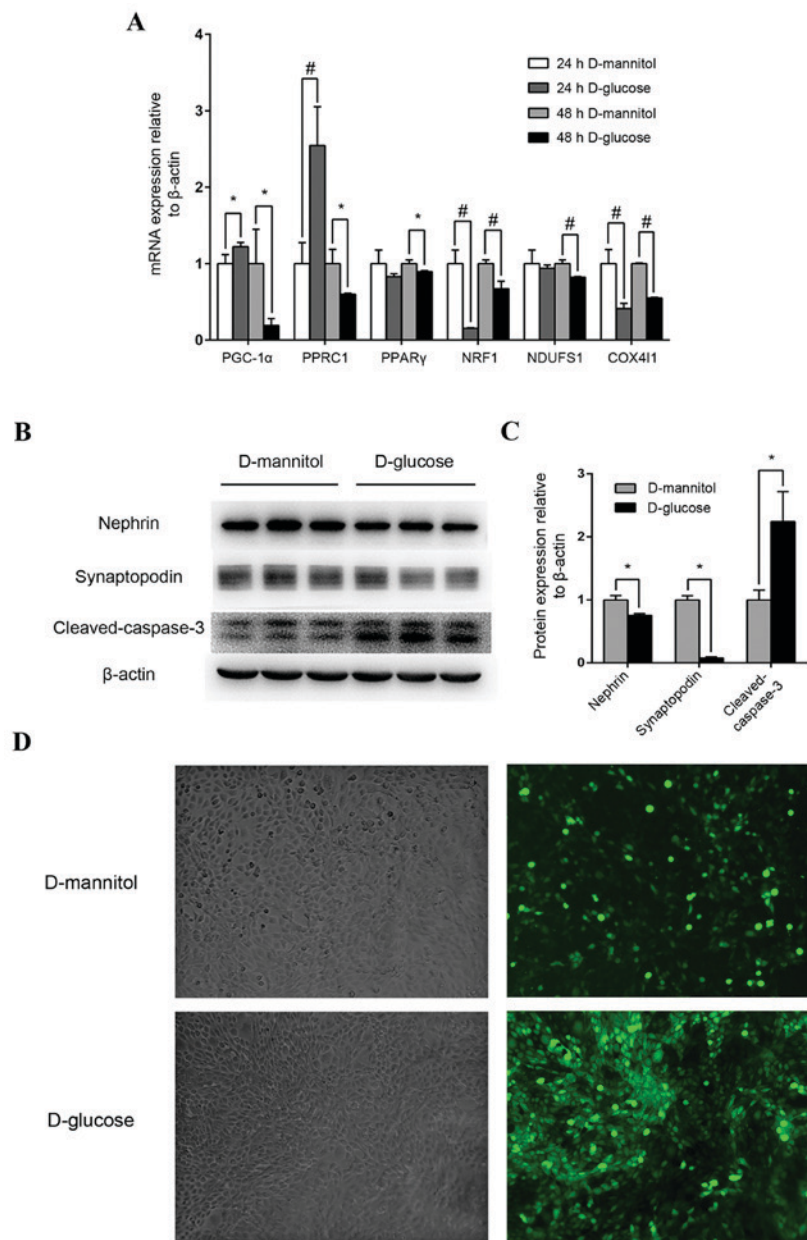 A
4
3
2
1
0
mRNA expression relative
to β-actin
24 h D-mannitol
24 h D-glucose
48 h D-mannitol
48 h D-glucose
* * # * * # # # # #
PGC-1α PPRC1 PPARγ NRF1 NDUFS1 COX4I1
B
D-mannitol D-glucose
Nephrin
Synaptopodin
Cleaved-caspase-3
β-actin
C
3
2
1
0
Protein expression relative
to β-actin
D-mannitol
D-glucose
* * *
Nephrin
Synaptopodin
Cleaved-
caspase-3
D
D-mannitol
D-glucose